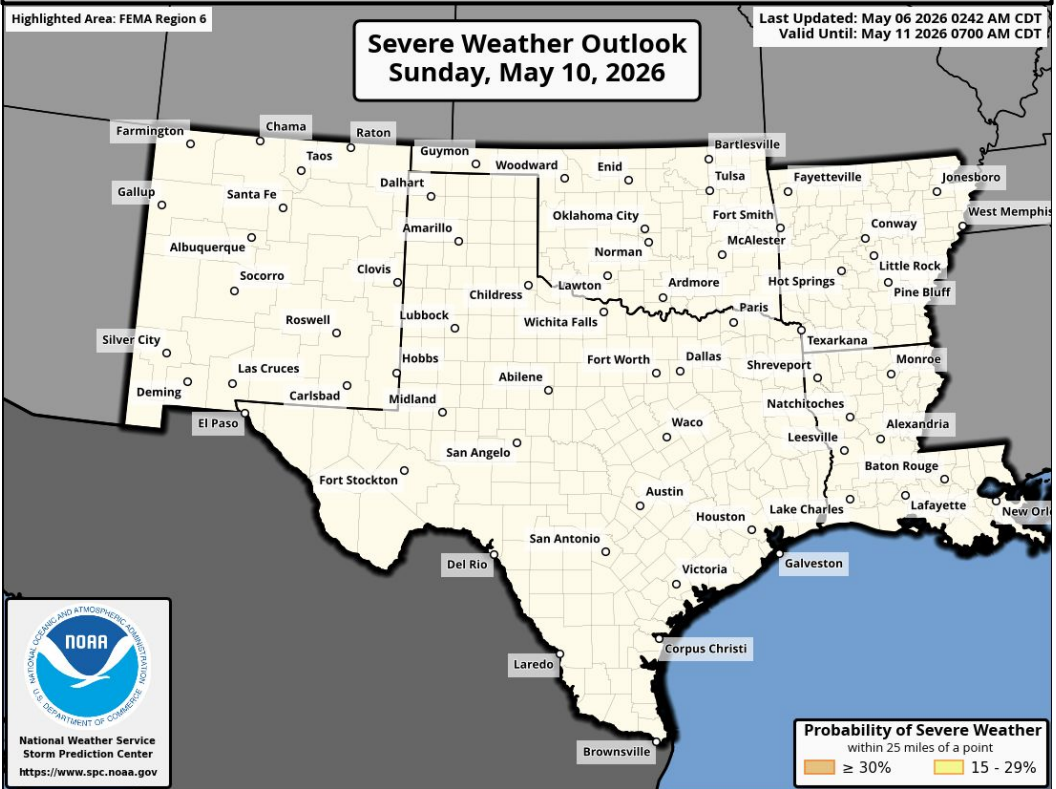 Highlighted Area: FEMA Region 6
Severe Weather Outlook
Sunday, May 10, 2026
Last Updated: May 06 2026 0242 AM CDT
Valid Until: May 11 2026 0700 AM CDT
Farmington
Chama
Raton
Taos
Guymon
Woodward
Enid
Bartlesville
Tulsa
Fayetteville
Jonesboro
Gallup
Santa Fe
Dalhart
Amarillo
Oklahoma City
Fort Smith
Conway
West Memphis
Albuquerque
Norman
McAlester
Little Rock
Socorro
Clovis
Childress
Lawton
Ardmore
Hot Springs
Pine Bluff
Roswell
Lubbock
Wichita Falls
Paris
Texarkana
Silver City
Las Cruces
Hobbs
Fort Worth
Dallas
Shreveport
Monroe
Deming
Carlsbad
Midland
Abilene
Natchitoches
El Paso
San Angelo
Waco
Leesville
Alexandria
Fort Stockton
Austin
Baton Rouge
Houston
Lake Charles
Lafayette
New Orl
Del Rio
San Antonio
Victoria
Galveston
Laredo
Corpus Christi
Brownsville
NATIONAL OCEANIC AND ATMOSPHERIC ADMINISTRATION
NOAA
U.S. DEPARTMENT OF COMMERCE
National Weather Service
Storm Prediction Center
https://www.spc.noaa.gov
Probability of Severe Weather
within 25 miles of a point
≥ 30%
15 - 29%